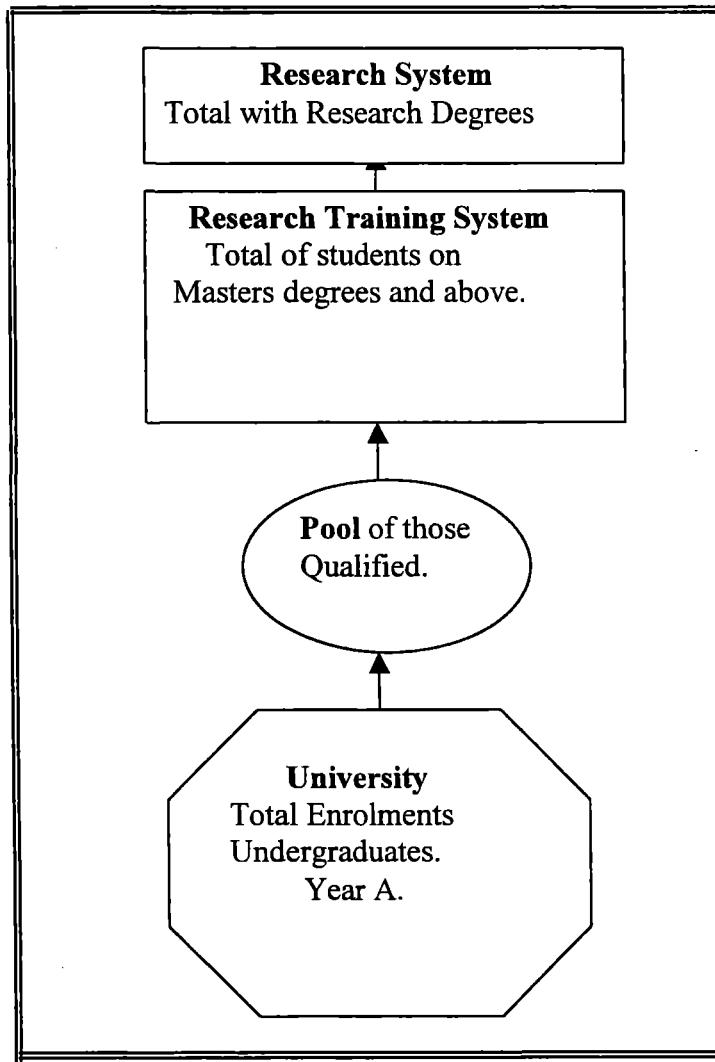 Research System
Total with Research Degrees
Research Training System
Total of students on
Masters degrees and above.
Pool of those
Qualified.
University
Total Enrolments
Undergraduates.
Year A.